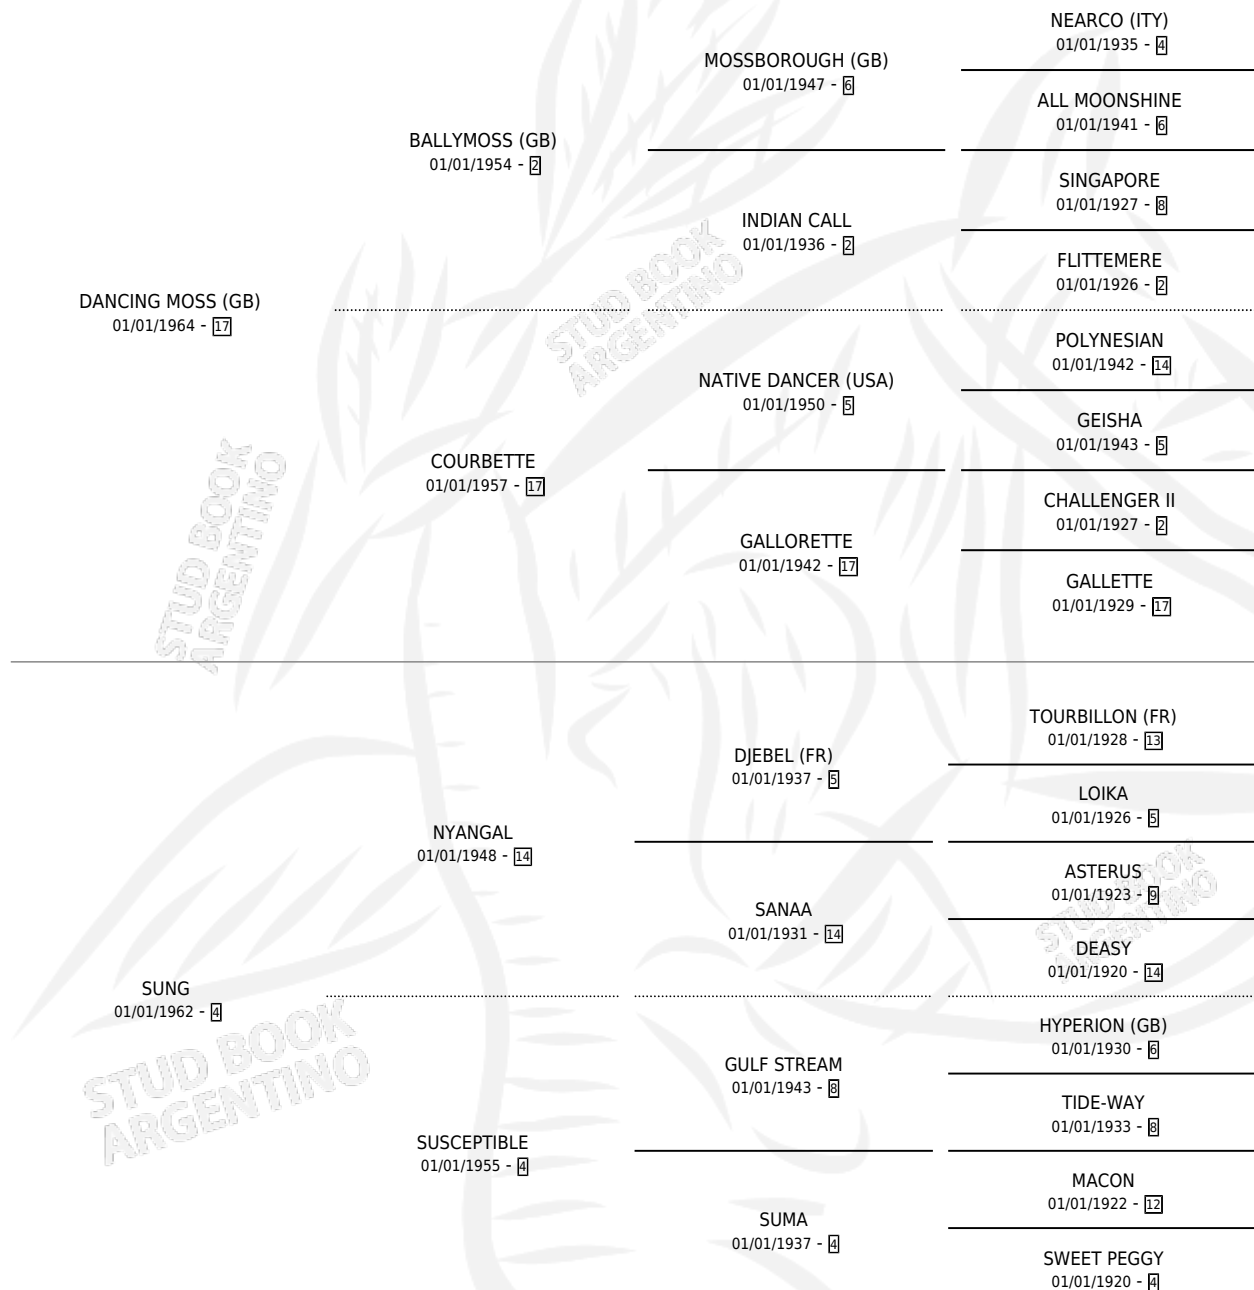 NEARCO (ITY)
01/01/1935 - 4
MOSSBOROUGH (GB)
01/01/1947 - 6
ALL MOONSHINE
01/01/1941 - 6
BALLYMOSS (GB)
01/01/1954 - 2
SINGAPORE
01/01/1927 - 8
INDIAN CALL
01/01/1936 - 2
FLITTEMERE
01/01/1926 - 2
DANCING MOSS (GB)
01/01/1964 - 17
POLYNESIAN
01/01/1942 - 14
NATIVE DANCER (USA)
01/01/1950 - 5
GEISHA
01/01/1943 - 5
COURBETTE
01/01/1957 - 17
CHALLENGER II
01/01/1927 - 2
GALLORETTE
01/01/1942 - 17
GALLETTE
01/01/1929 - 17
TOURBILLON (FR)
01/01/1928 - 13
DJEBEL (FR)
01/01/1937 - 5
LOIKA
01/01/1926 - 5
NYANGAL
01/01/1948 - 14
ASTERUS
01/01/1923 - 9
SANAA
01/01/1931 - 14
DEASY
01/01/1920 - 14
SUNG
01/01/1962 - 4
HYPERION (GB)
01/01/1930 - 6
GULF STREAM
01/01/1943 - 8
TIDE-WAY
01/01/1933 - 8
SUSCEPTIBLE
01/01/1955 - 4
MACON
01/01/1922 - 12
SUMA
01/01/1937 - 4
SWEET PEGGY
01/01/1920 - 4
STUD BOOK
ARGENTINO
STUD BOOK
ARGENTINO
STUD BOOK
ARGENTINO
STUD BOOK
ARGENTINO